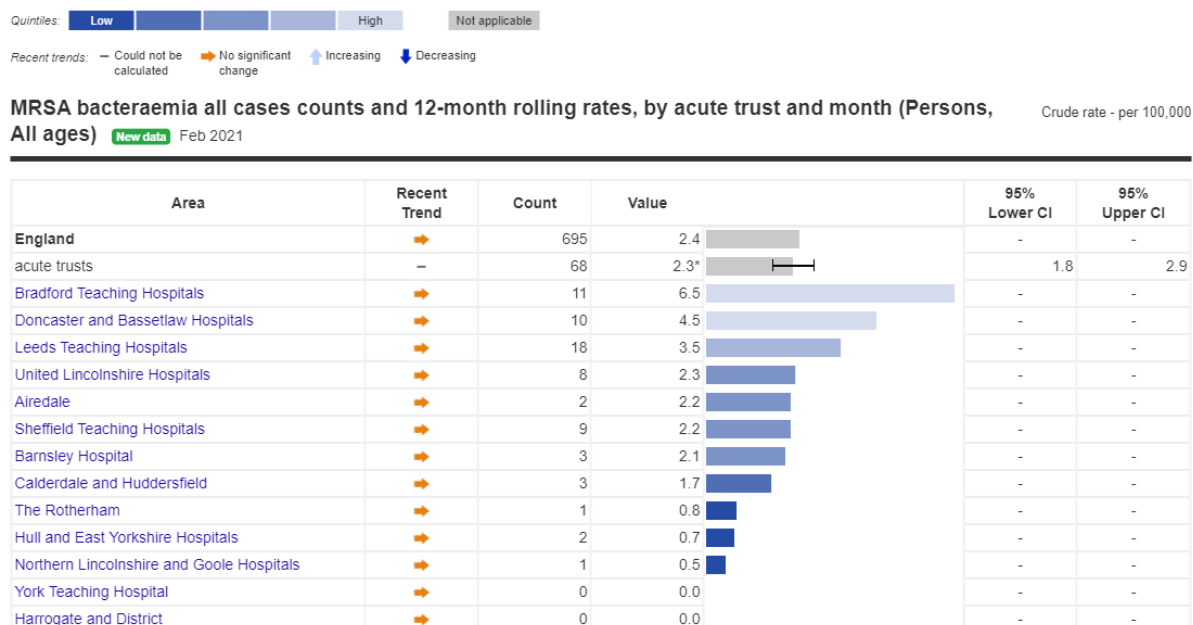 Quintiles: Low High Not applicable
Recent trends: – Could not be calculated No significant change Increasing Decreasing
MRSA bacteraemia all cases counts and 12-month rolling rates, by acute trust and month (Persons,
All ages) New data Feb 2021
Crude rate - per 100,000
Area Recent Trend Count Value 95% Lower CI 95% Upper CI
England 695 2.4 - -
acute trusts – 68 2.3* 1.8 2.9
Bradford Teaching Hospitals 11 6.5 - -
Doncaster and Bassetlaw Hospitals 10 4.5 - -
Leeds Teaching Hospitals 18 3.5 - -
United Lincolnshire Hospitals 8 2.3 - -
Airedale 2 2.2 - -
Sheffield Teaching Hospitals 9 2.2 - -
Barnsley Hospital 3 2.1 - -
Calderdale and Huddersfield 3 1.7 - -
The Rotherham 1 0.8 - -
Hull and East Yorkshire Hospitals 2 0.7 - -
Northern Lincolnshire and Goole Hospitals 1 0.5 - -
York Teaching Hospital 0 0.0 - -
Harrogate and District 0 0.0 - -